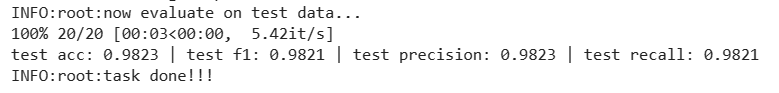 INFO:root:now evaluate on test data...
100% 20/20 [00:03<00:00,  5.42it/s]
test acc: 0.9823 | test f1: 0.9821 | test precision: 0.9823 | test recall: 0.9821
INFO:root:task done!!!